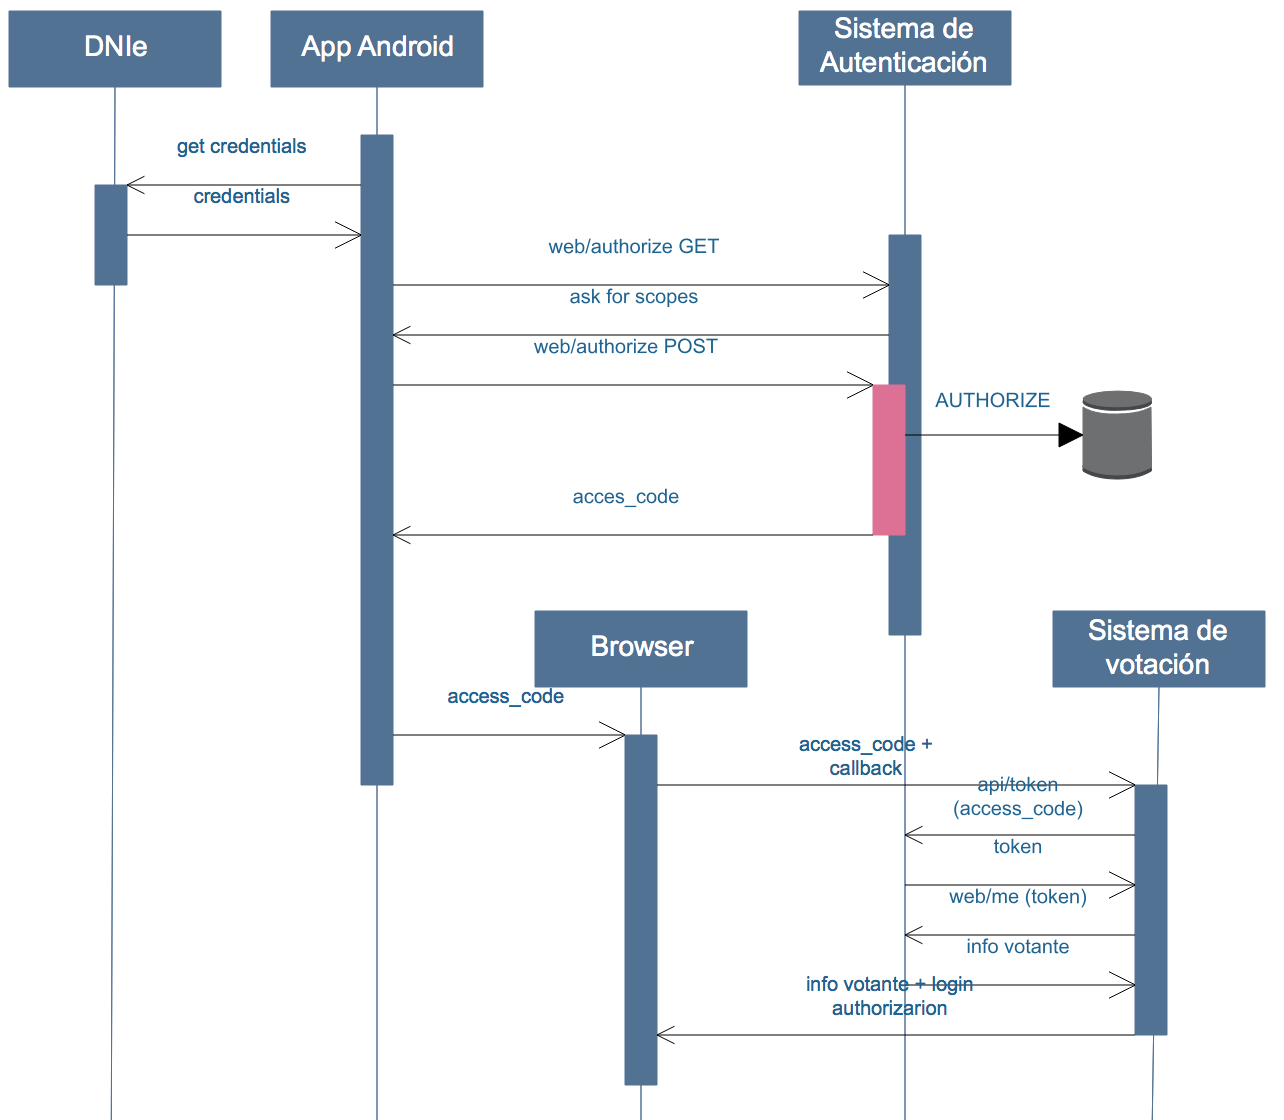 DNIe
App Android
Sistema de
Autenticación
get credentials
credentials
web/authorize GET
ask for scopes
web/authorize POST
AUTHORIZE
acces_code
Browser
Sistema de
votación
access_code
access_code +
callback
api/token
(access_code)
token
web/me (token)
info votante
info votante + login
authorizarion